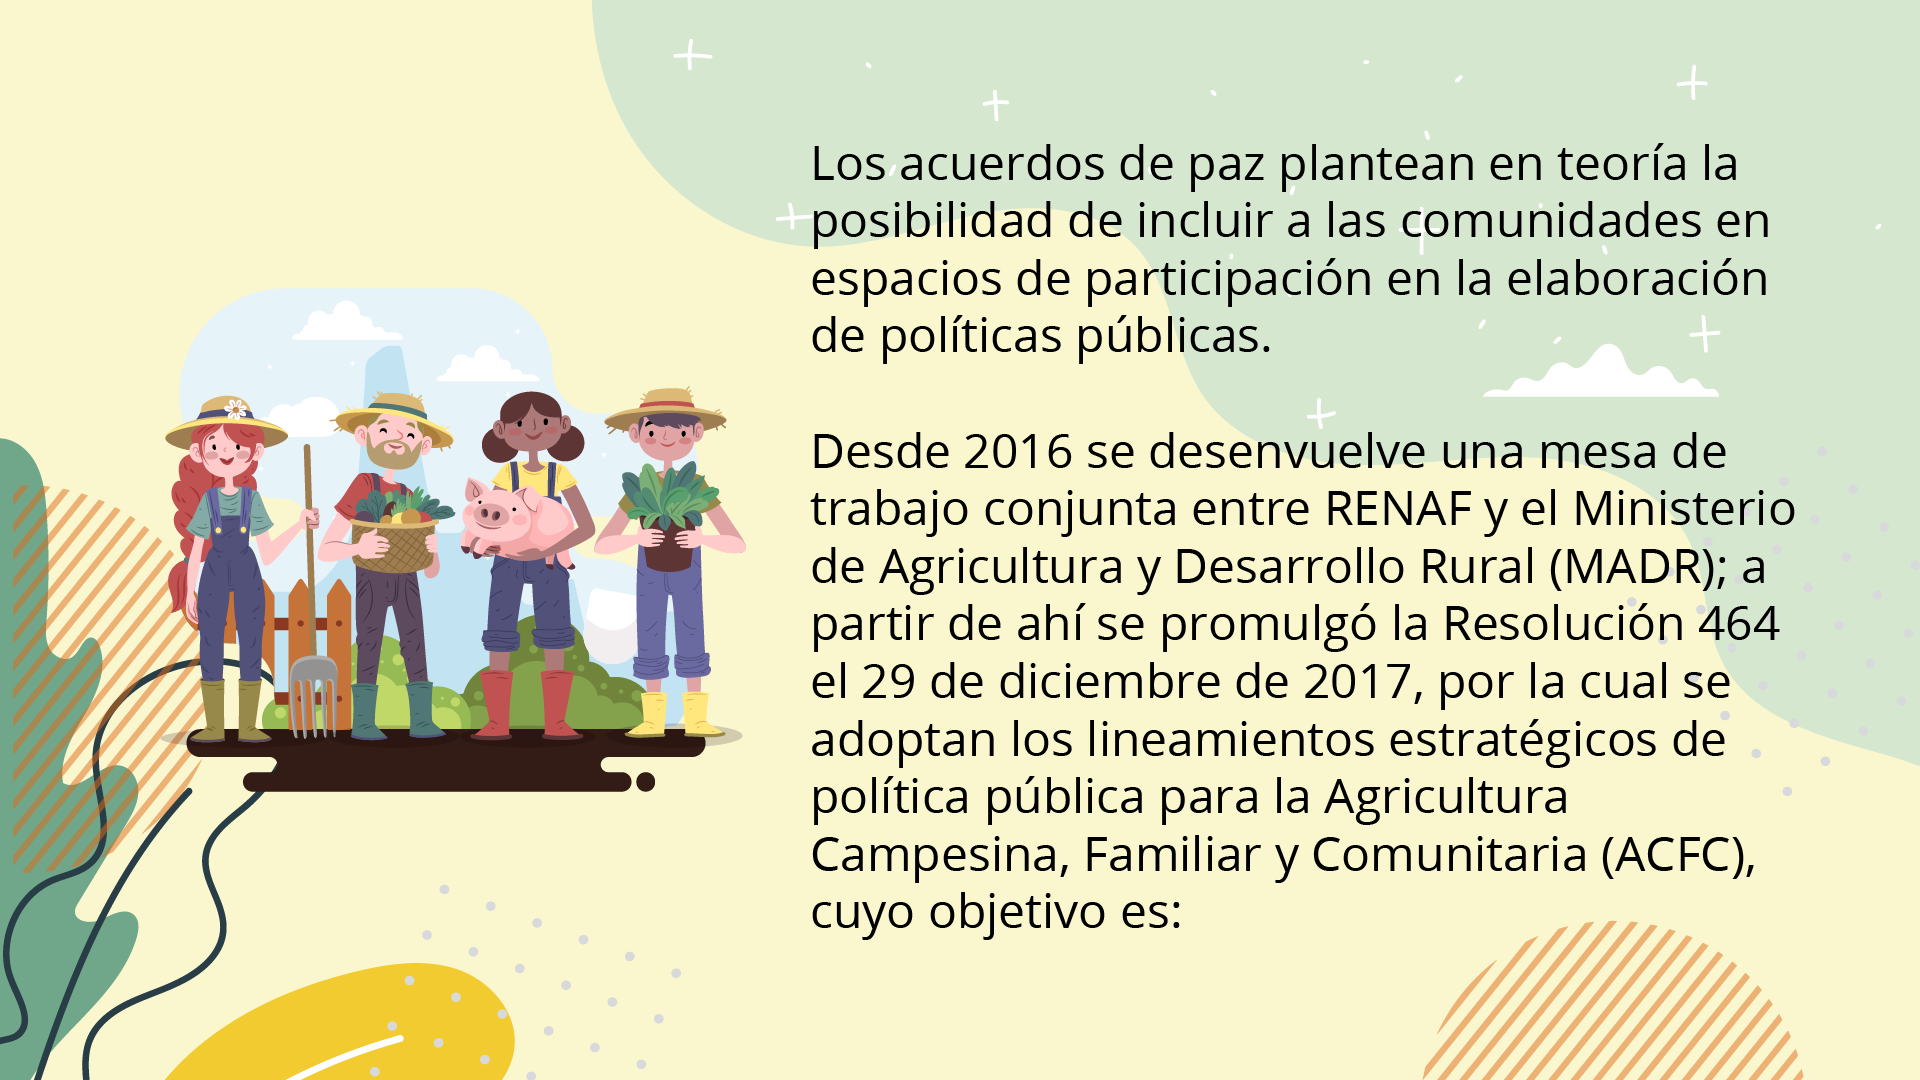 Los acuerdos de paz plantean en teoría la
posibilidad de incluir a las comunidades en
espacios de participación en la elaboración
de políticas públicas.
Desde 2016 se desenvuelve una mesa de
trabajo conjunta entre RENAF y el Ministerio
de Agricultura y Desarrollo Rural (MADR); a
partir de ahí se promulgó la Resolución 464
el 29 de diciembre de 2017, por la cual se
adoptan los lineamientos estratégicos de
política pública para la Agricultura
Campesina, Familiar y Comunitaria (ACFC),
cuyo objetivo es: